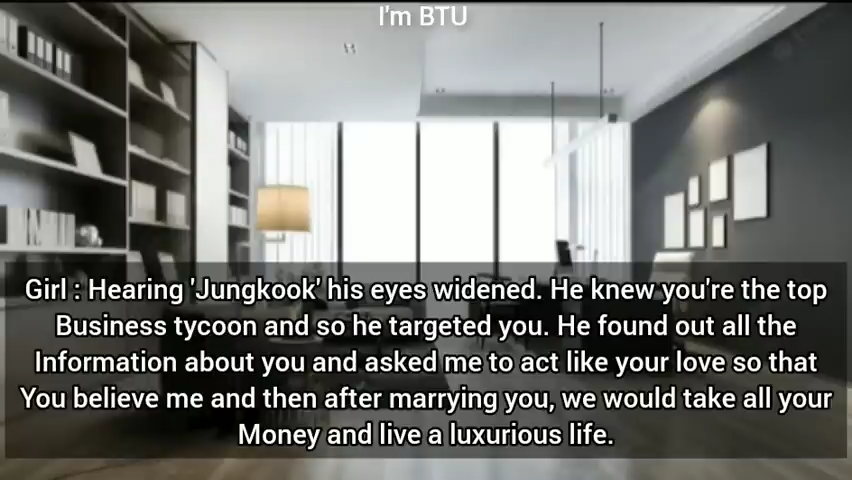 I'm BTU
Girl : Hearing 'Jungkook' his eyes widened. He knew you're the top
Business tycoon and so he targeted you. He found out all the
Information about you and asked me to act like your love so that
You believe me and then after marrying you, we would take all your
Money and live a luxurious life.